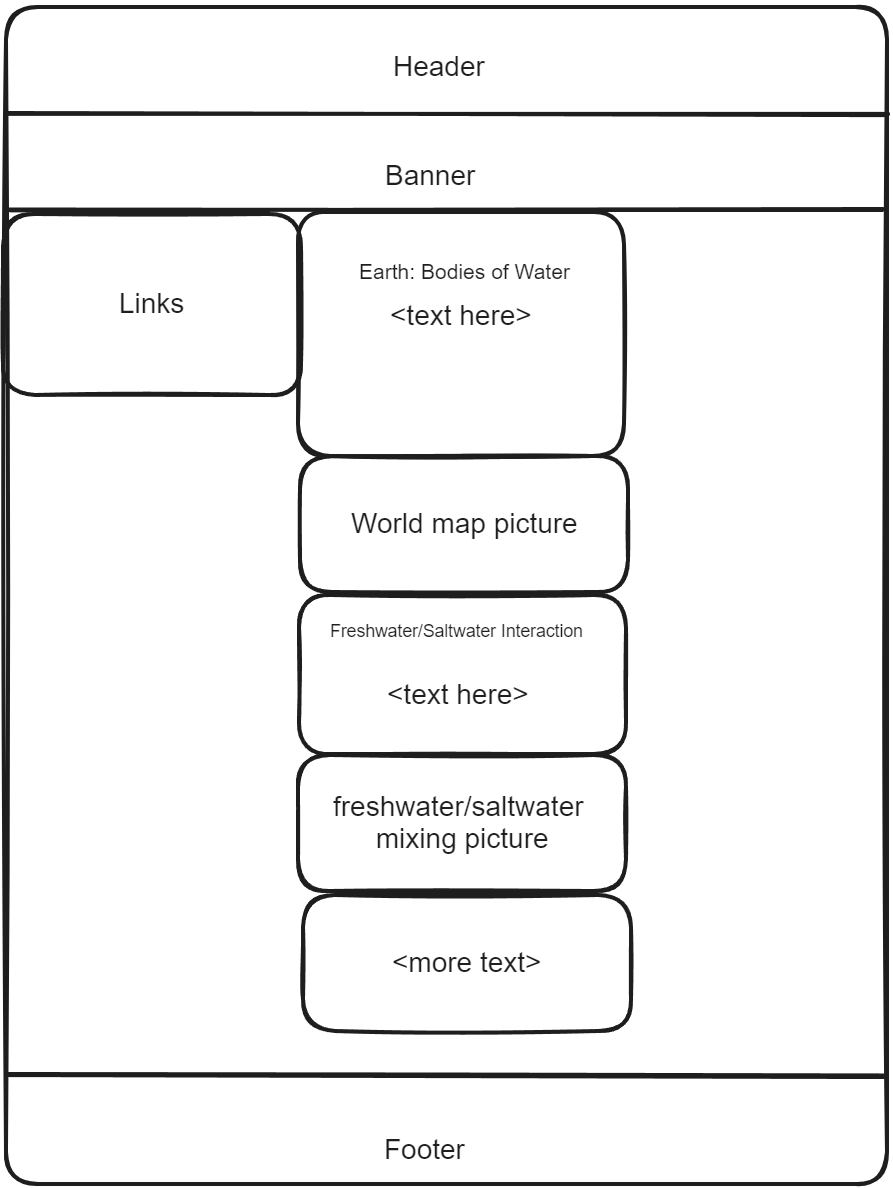 Header
Banner
Links
Earth: Bodies of Water
<text here>
World map picture
Freshwater/Saltwater Interaction
<text here>
freshwater/saltwater
mixing picture
<more text>
Footer